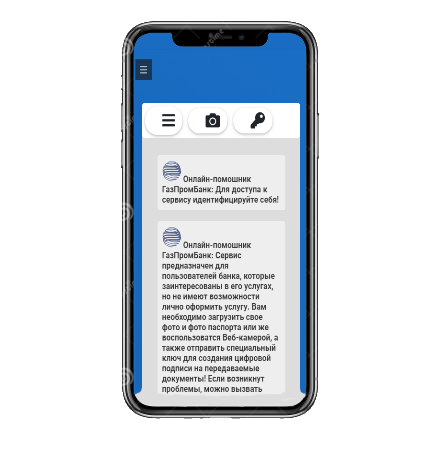 Онлайн-помошник
ГазПромБанк: Для доступа к
сервису идентифицируйте себя!
Онлайн-помошник
ГазПромБанк: Сервис
предназначен для
пользователей банка, которые
заинтересованы в его услугах,
но не имеют возможности
лично оформить услугу. Вам
необходимо загрузить свое
фото и фото паспорта или же
воспользоватся Веб-камерой, а
также отправить специальный
ключ для создания цифровой
подписи на передаваемые
документы! Если возникнут
проблемы, можно вызвать